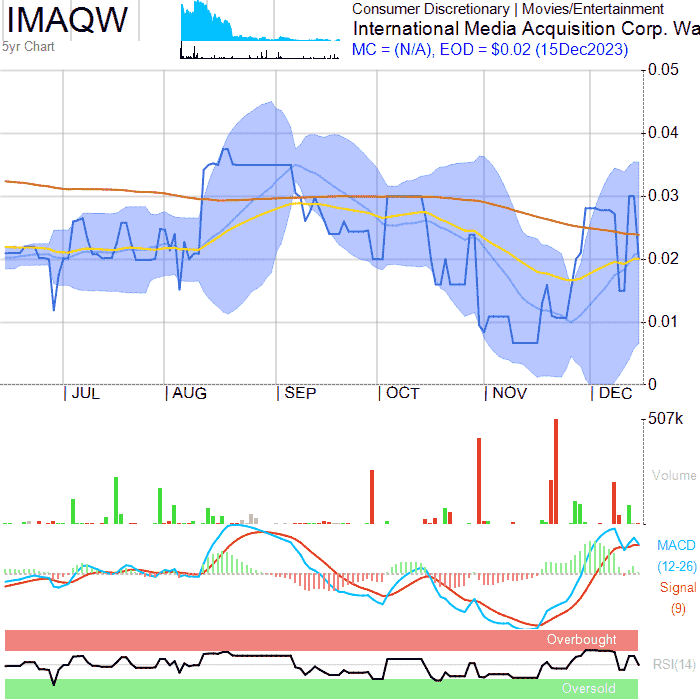 IMAQW
5yr Chart
Consumer Discretionary | Movies/Entertainment
International Media Acquisition Corp. Wa
MC = (N/A), EOD = $0.02 (15Dec2023)
0.05
0.04
0.03
0.02
0.01
0
JUL AUG SEP OCT NOV DEC
507k
Volume
MACD
(12-26)
Signal
(9)
Overbought
RSI(14)
Oversold